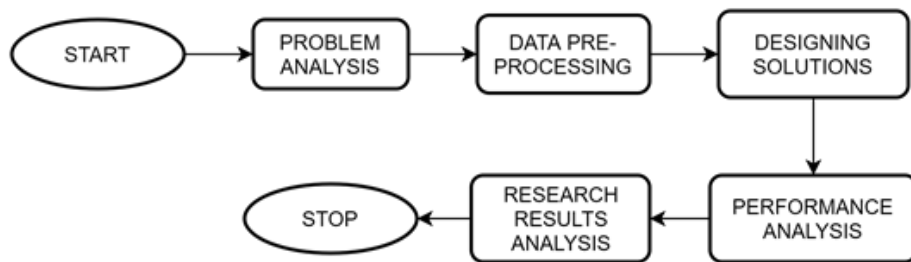 START
PROBLEM
ANALYSIS
DATA PRE-
PROCESSING
DESIGNING
SOLUTIONS
PERFORMANCE
ANALYSIS
RESEARCH
RESULTS
ANALYSIS
STOP